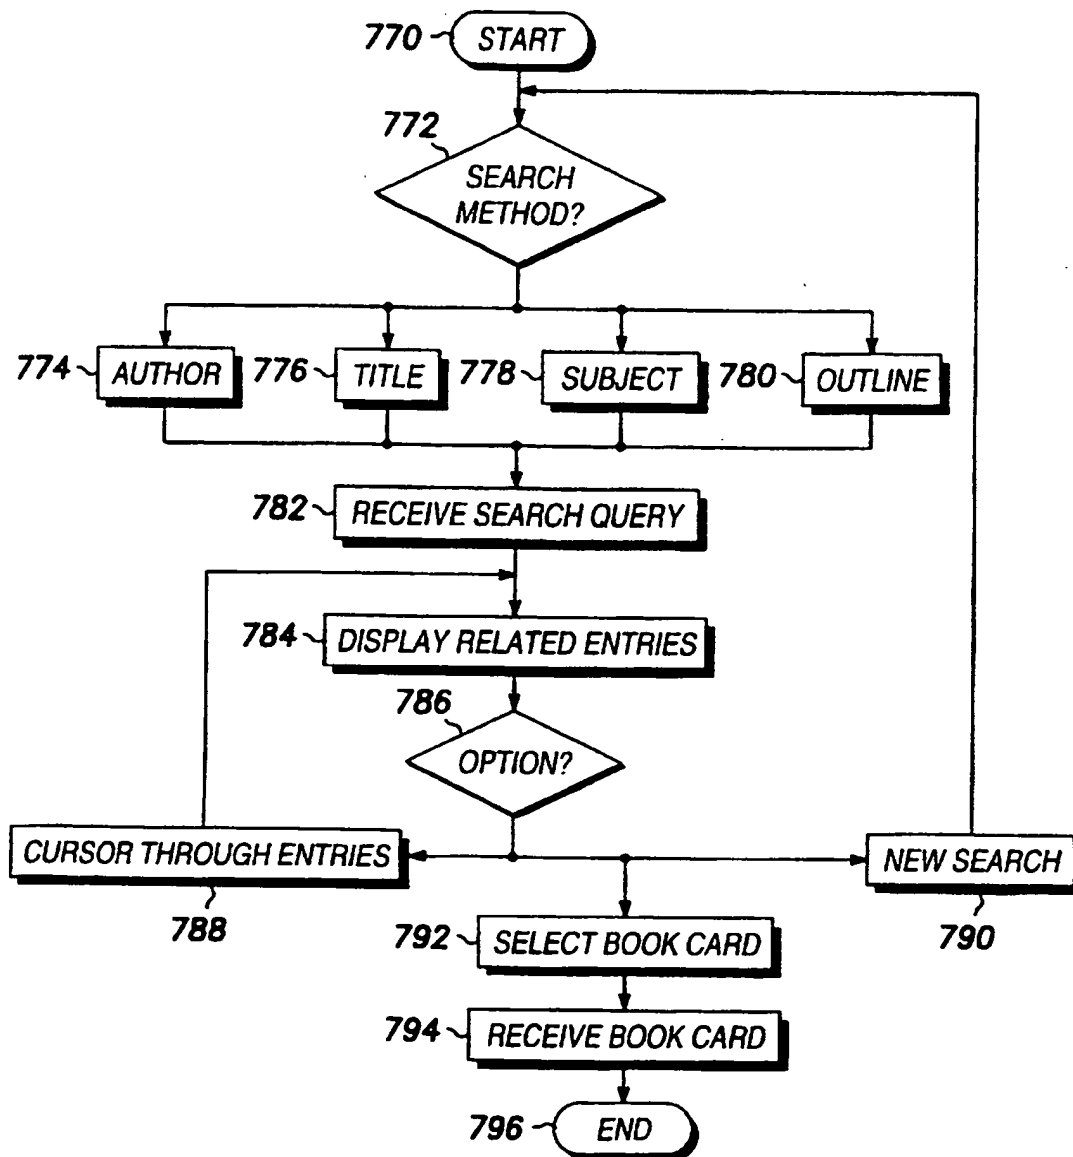 770 START
772
SEARCH
METHOD?
774 AUTHOR 776 TITLE 778 SUBJECT 780 OUTLINE
782 RECEIVE SEARCH QUERY
784 DISPLAY RELATED ENTRIES
786
OPTION?
CURSOR THROUGH ENTRIES NEW SEARCH
788 790
792 SELECT BOOK CARD
794 RECEIVE BOOK CARD
796 END